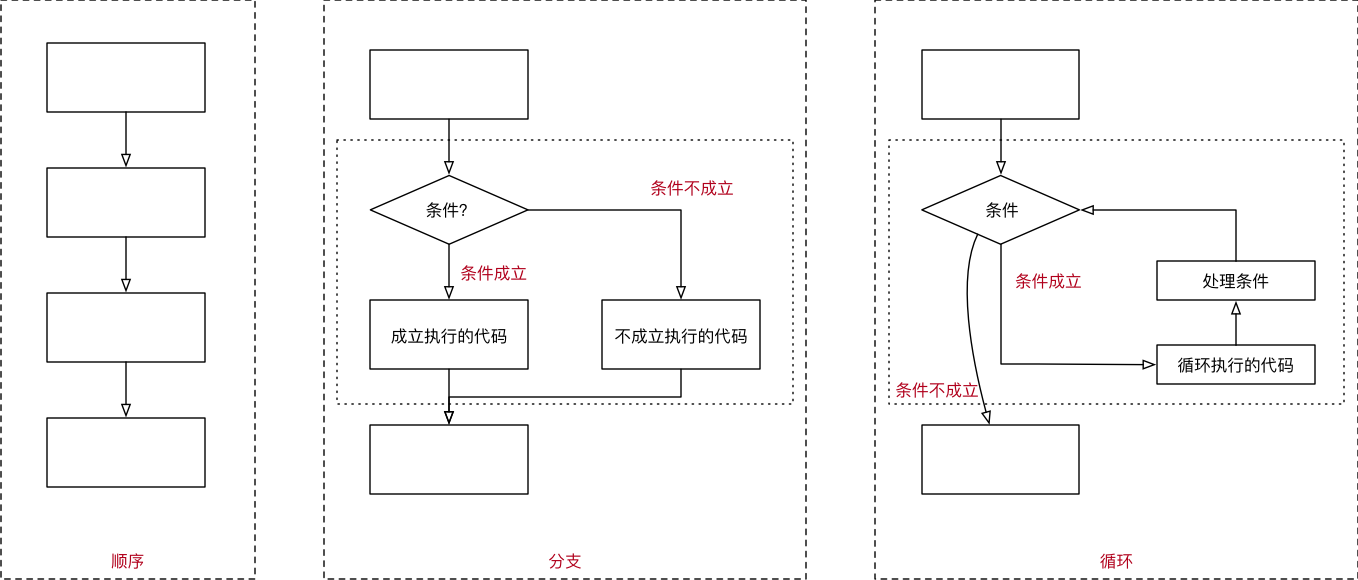 顺序
条件?
条件不成立
条件成立
成立执行的代码
不成立执行的代码
分支
条件
条件成立
处理条件
循环执行的代码
条件不成立
循环